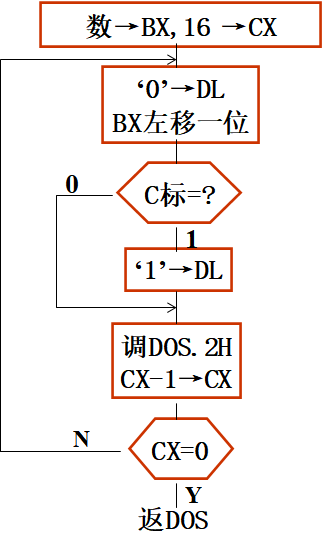 数→BX,16 →CX
‘0’→DL
BX左移一位
0
C标=?
1
‘1’→DL
调DOS.2H
CX-1→CX
N
CX=0
Y
返DOS